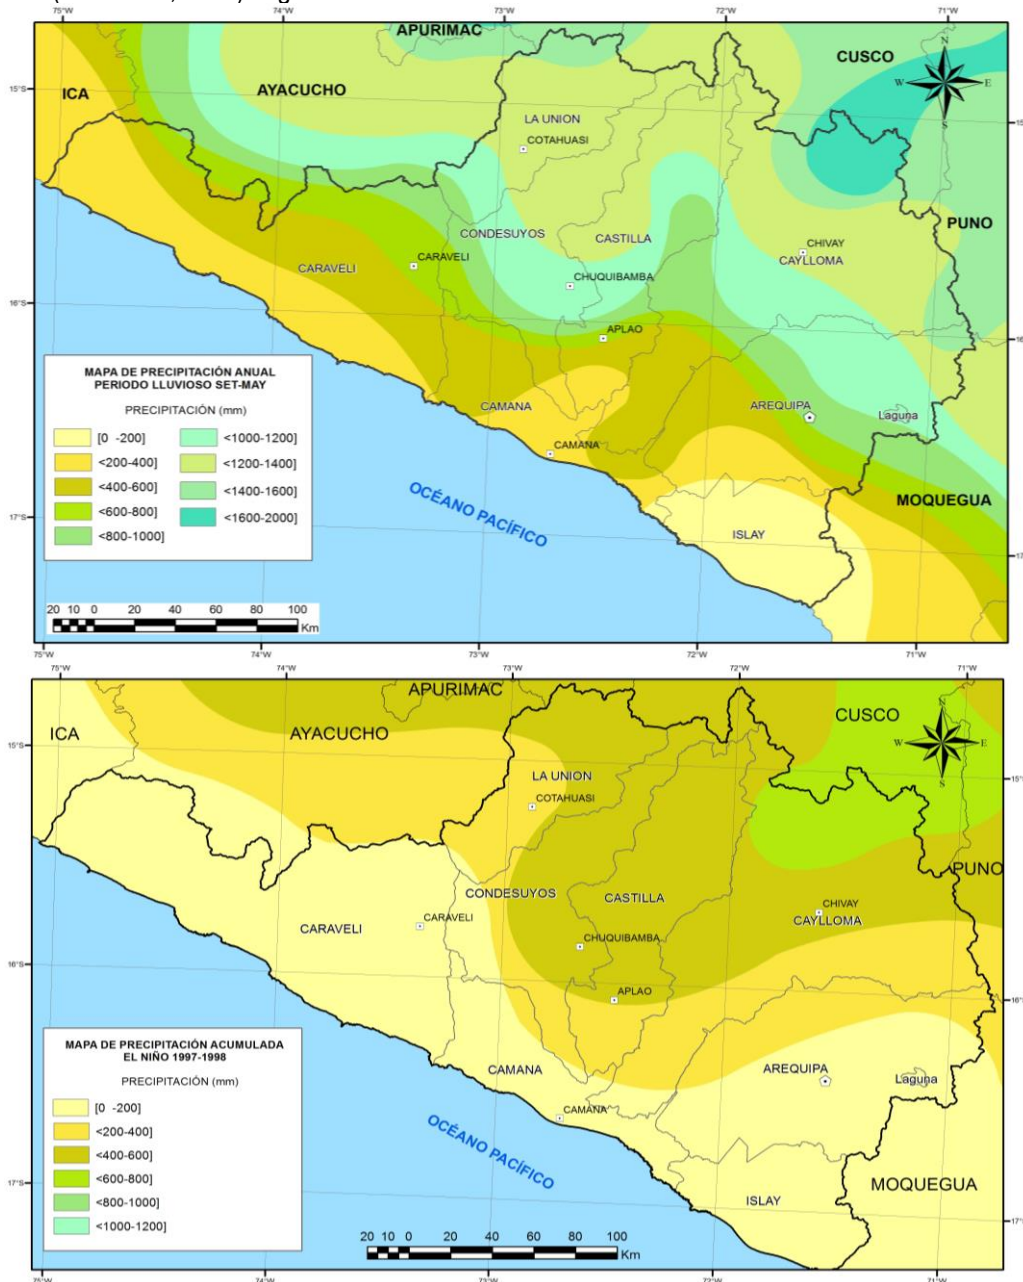 75°W 74°W 73°W 72°W 71°W
APURIMAC
CUSCO
N
W E
S
ICA
AYACUCHO
15°S
LA UNION
COTAHUASI
PUNO
CONDESUYOS
CASTILLA
CHIVAY
CAYLLOMA
CARAVELI
CARAVELI
CHUQUIBAMBA
16°S
APLAO
MAPA DE PRECIPITACIÓN ANUAL
PERIODO LLUVIOSO SET-MAY
PRECIPITACIÓN (mm)
[0 -200]
<200-400]
<400-600]
<600-800]
<800-1000]
<1000-1200]
<1200-1400]
<1400-1600]
<1600-2000]
CAMANA
AREQUIPA
Laguna
CAMANA
OCÉANO PACÍFICO
MOQUEGUA
17°S
ISLAY
20 10 0 20 40 60 80 100
Km
75°W 74°W 73°W 72°W 71°W
75°W 74°W 73°W 72°W 71°W
APURIMAC
CUSCO
N
W E
S
ICA
AYACUCHO
15°S
15°S
LA UNION
COTAHUASI
PUNO
CONDESUYOS
CASTILLA
CHIVAY
CAYLLOMA
CARAVELI
CARAVELI
CHUQUIBAMBA
16°S
APLAO
MAPA DE PRECIPITACIÓN ACUMULADA
EL NIÑO 1997-1998
PRECIPITACIÓN (mm)
[0 -200]
<200-400]
<400-600]
<600-800]
<800-1000]
<1000-1200]
CAMANA
AREQUIPA
Laguna
CAMANA
OCÉANO PACÍFICO
MOQUEGUA
17°S
ISLAY
20 10 0 20 40 60 80 100
Km
75°W 74°W 73°W 72°W 71°W